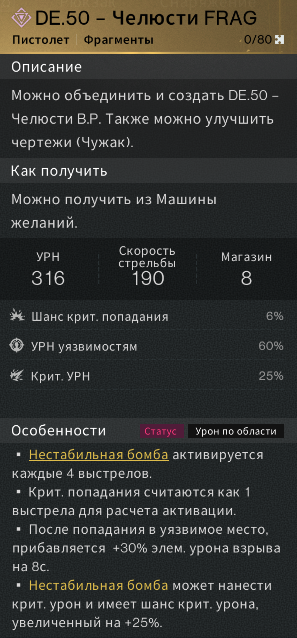 DE.50 – Челюсти FRAG
Пистолет | Фрагменты 0/80
Описание
Можно объединить и создать DE.50 –
Челюсти B.P. Также можно улучшить
чертежи (Чужак).
Как получить
Можно получить из Машины
желаний.
УРН
316
Скорость
стрельбы
190
Магазин
8
Шанс крит. попадания 6%
УРН уязвимостям 60%
Крит. УРН 25%
Особенности Статус Урон по области
▪ Нестабильная бомба активируется
каждые 4 выстрелов.
▪ Крит. попадания считаются как 1
выстрела для расчета активации.
▪ После попадания в уязвимое место,
прибавляется +30% элем. урона взрыва
на 8с.
▪ Нестабильная бомба может нанести
крит. урон и имеет шанс крит. урона,
увеличенный на +25%.